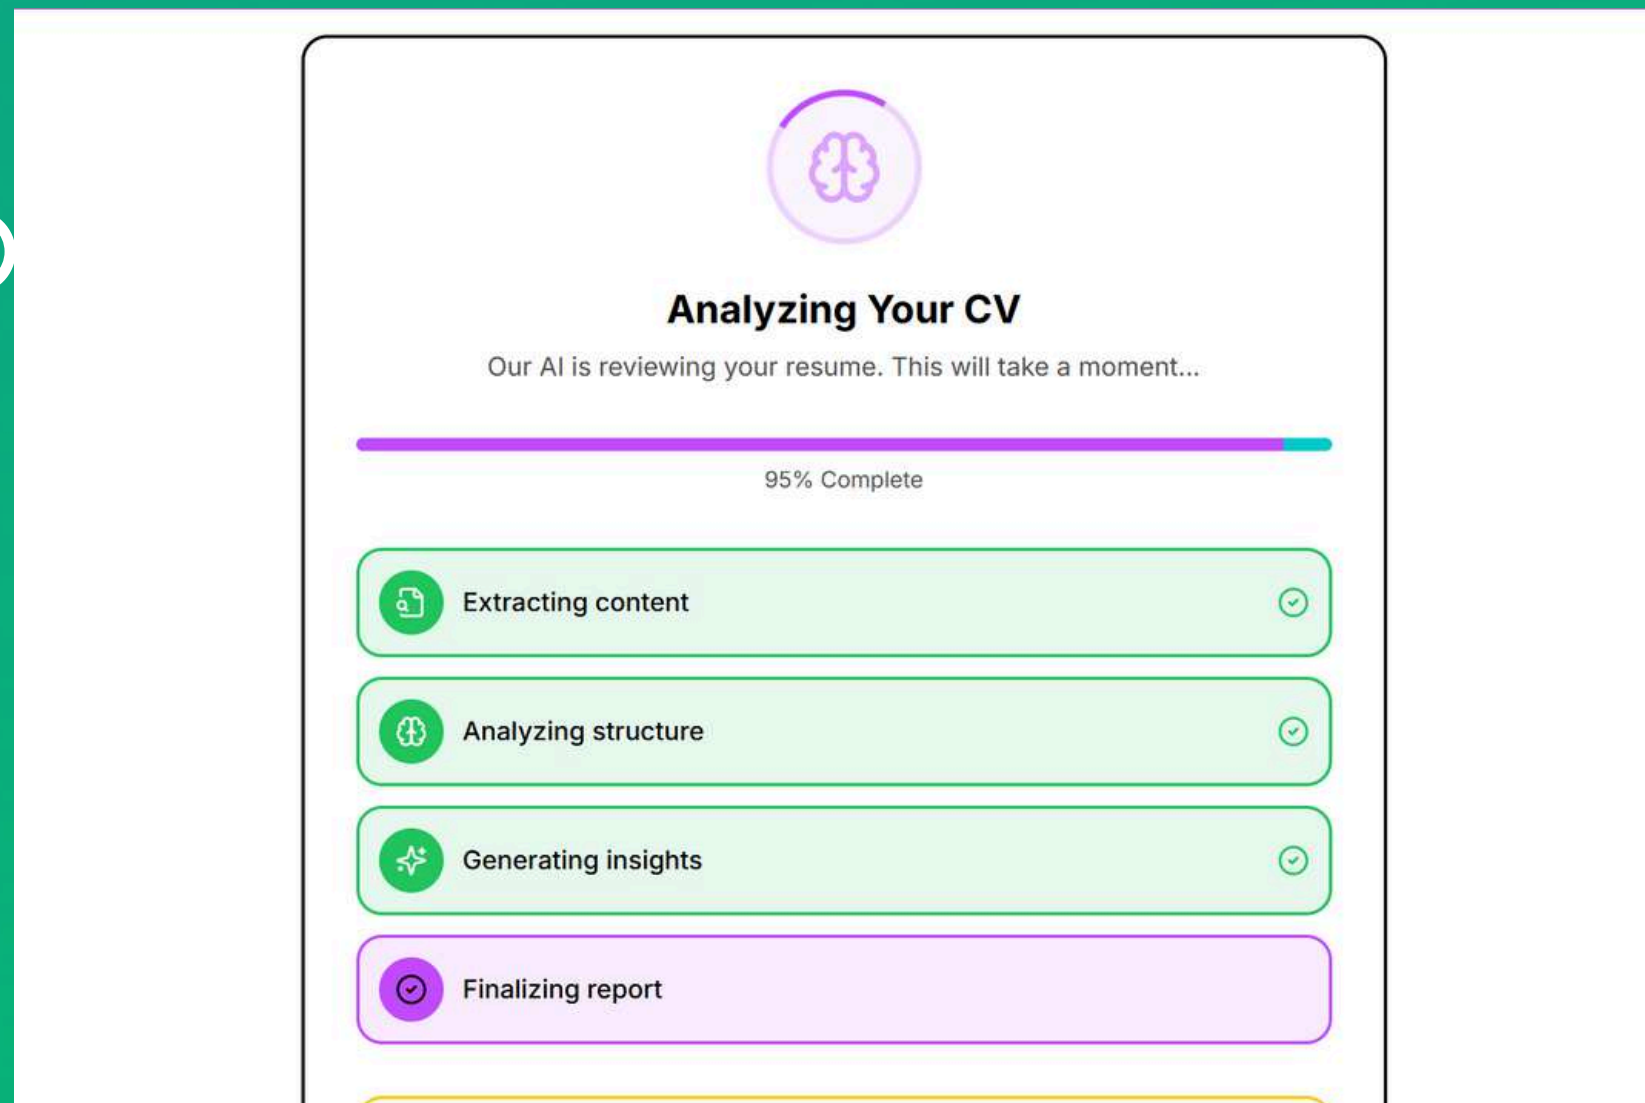 Analyzing Your CV
Our AI is reviewing your resume. This will take a moment...
95% Complete
Extracting content
Analyzing structure
Generating insights
Finalizing report